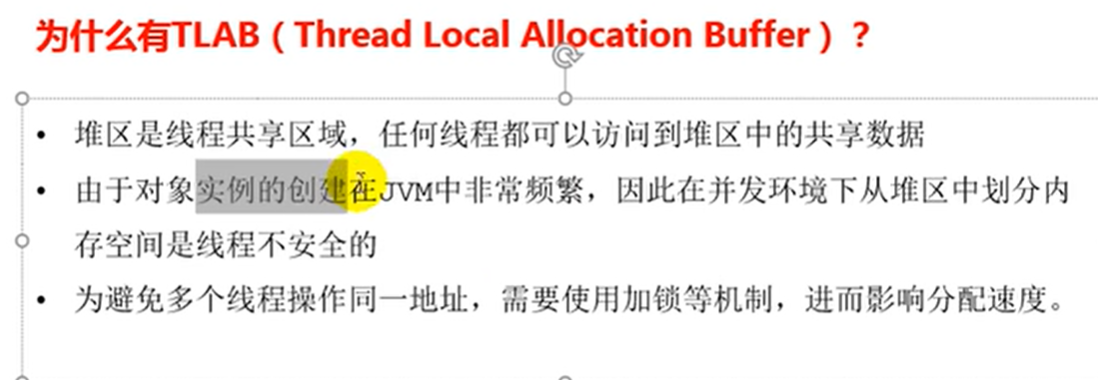 为什么有TLAB（Thread Local Allocation Buffer）？
• 堆区是线程共享区域，任何线程都可以访问到堆区中的共享数据
• 由于对象实例的创建在JVM中非常频繁，因此在并发环境下从堆区中划分内
存空间是线程不安全的
• 为避免多个线程操作同一地址，需要使用加锁等机制，进而影响分配速度。